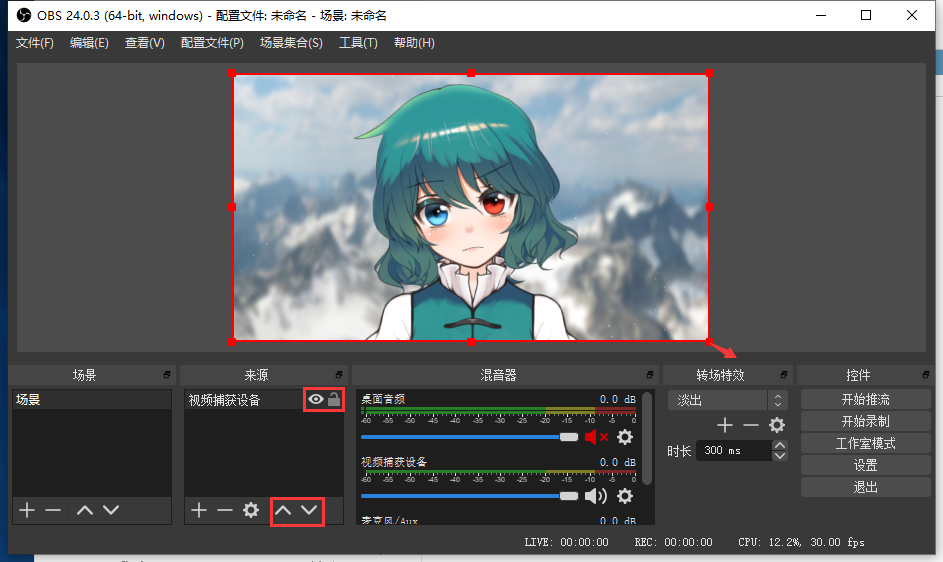 OBS 24.0.3 (64-bit, windows) - 配置文件: 未命名 - 场景: 未命名
文件(F) 编辑(E) 查看(V) 配置文件(P) 场景集合(S) 工具(T) 帮助(H)
场景 来源 混音器 转场特效 控件
场景
视频捕获设备
桌面音频 0.0 dB
-60 -55 -50 -45 -40 -35 -30 -25 -20 -15 -10 -5 0
视频捕获设备 0.0 dB
-60 -55 -50 -45 -40 -35 -30 -25 -20 -15 -10 -5 0
麦克风/Aux 0.0 dB
淡出
时长 300 ms
开始推流
开始录制
工作室模式
设置
退出
LIVE: 00:00:00 REC: 00:00:00 CPU: 12.2%, 30.00 fps